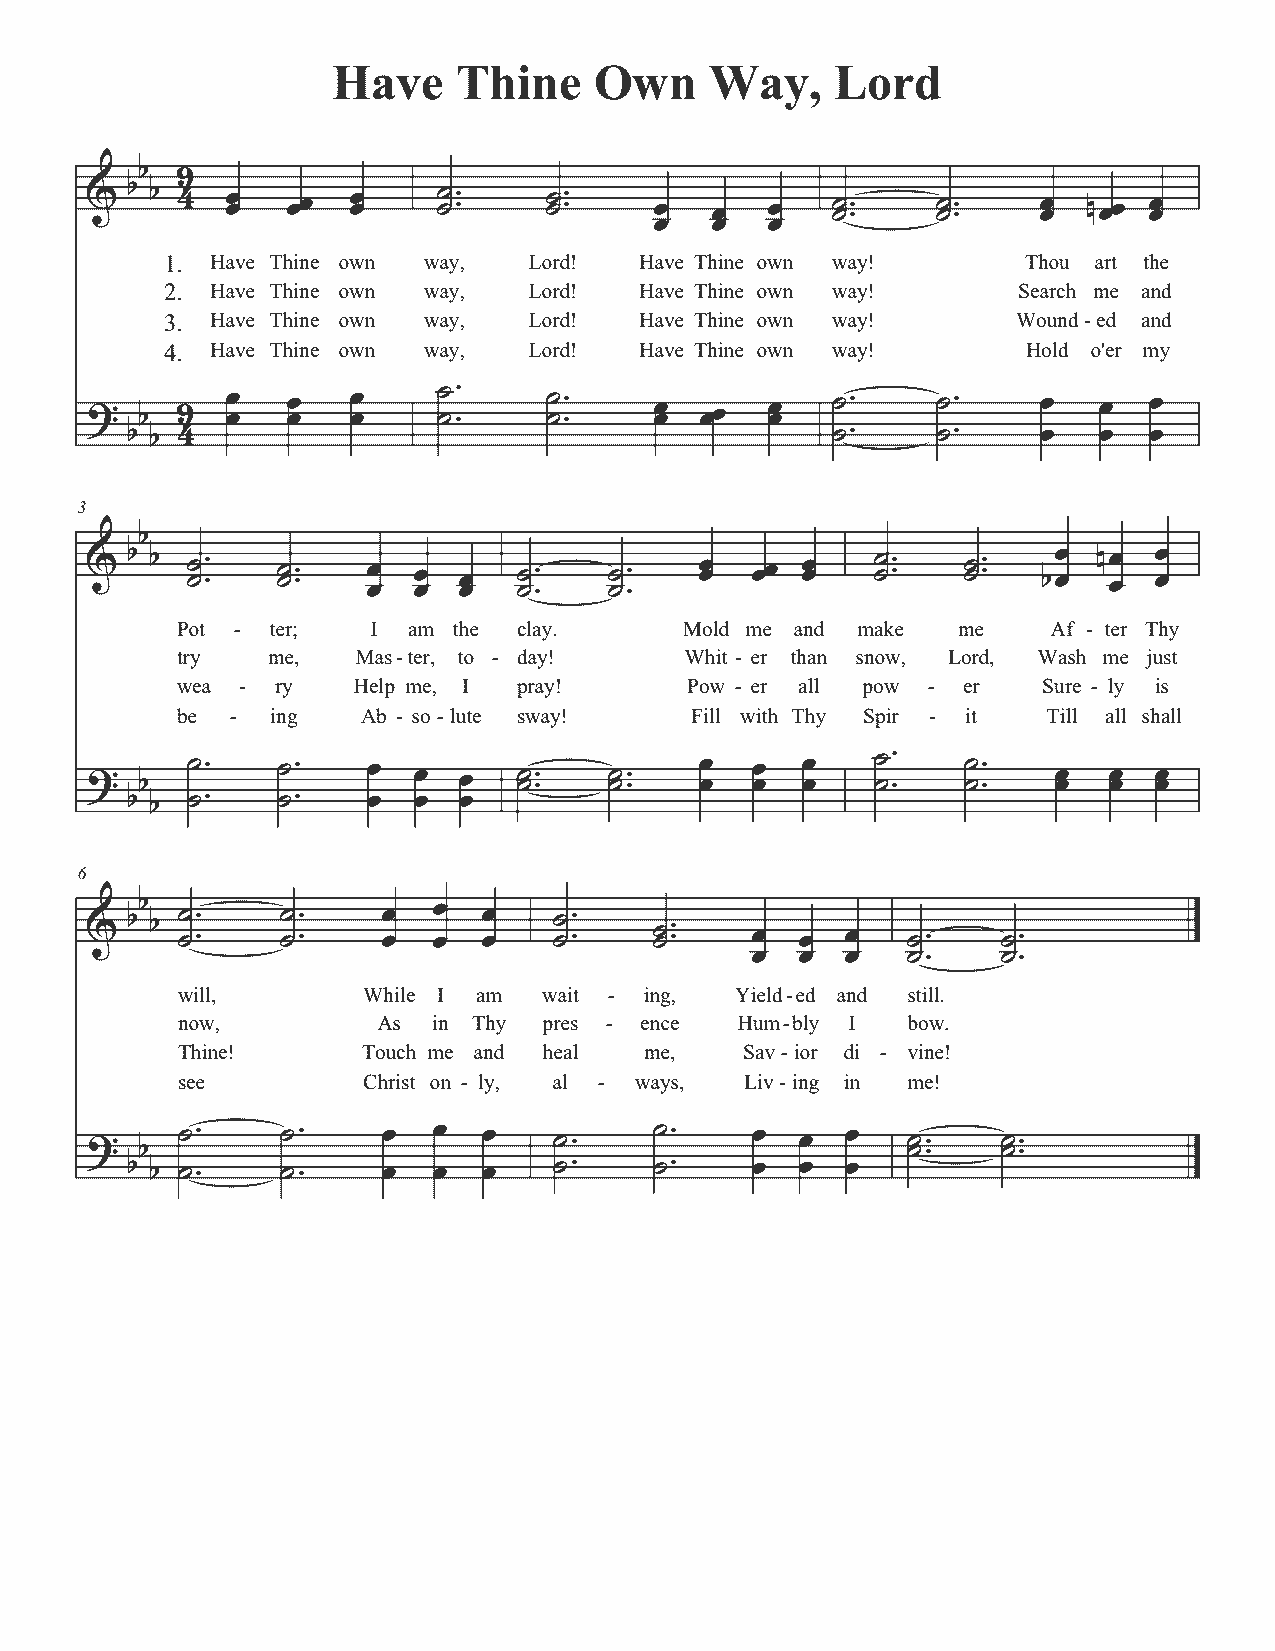 Have Thine Own Way, Lord
9
4
1. Have Thine own way, Lord! Have Thine own way! Thou art the
2. Have Thine own way, Lord! Have Thine own way! Search me and
3. Have Thine own way, Lord! Have Thine own way! Wound - ed and
4. Have Thine own way, Lord! Have Thine own way! Hold o'er my
9
4
3
Pot - ter; I am the clay. Mold me and make me Af - ter Thy
try me, Mas - ter, to - day! Whit - er than snow, Lord, Wash me just
wea - ry Help me, I pray! Pow - er all pow - er Sure - ly is
be - ing Ab - so - lute sway! Fill with Thy Spir - it Till all shall
6
will, While I am wait - ing, Yield - ed and still.
now, As in Thy pres - ence Hum - bly I bow.
Thine! Touch me and heal me, Sav - ior di - vine!
see Christ on - ly, al - ways, Liv - ing in me!